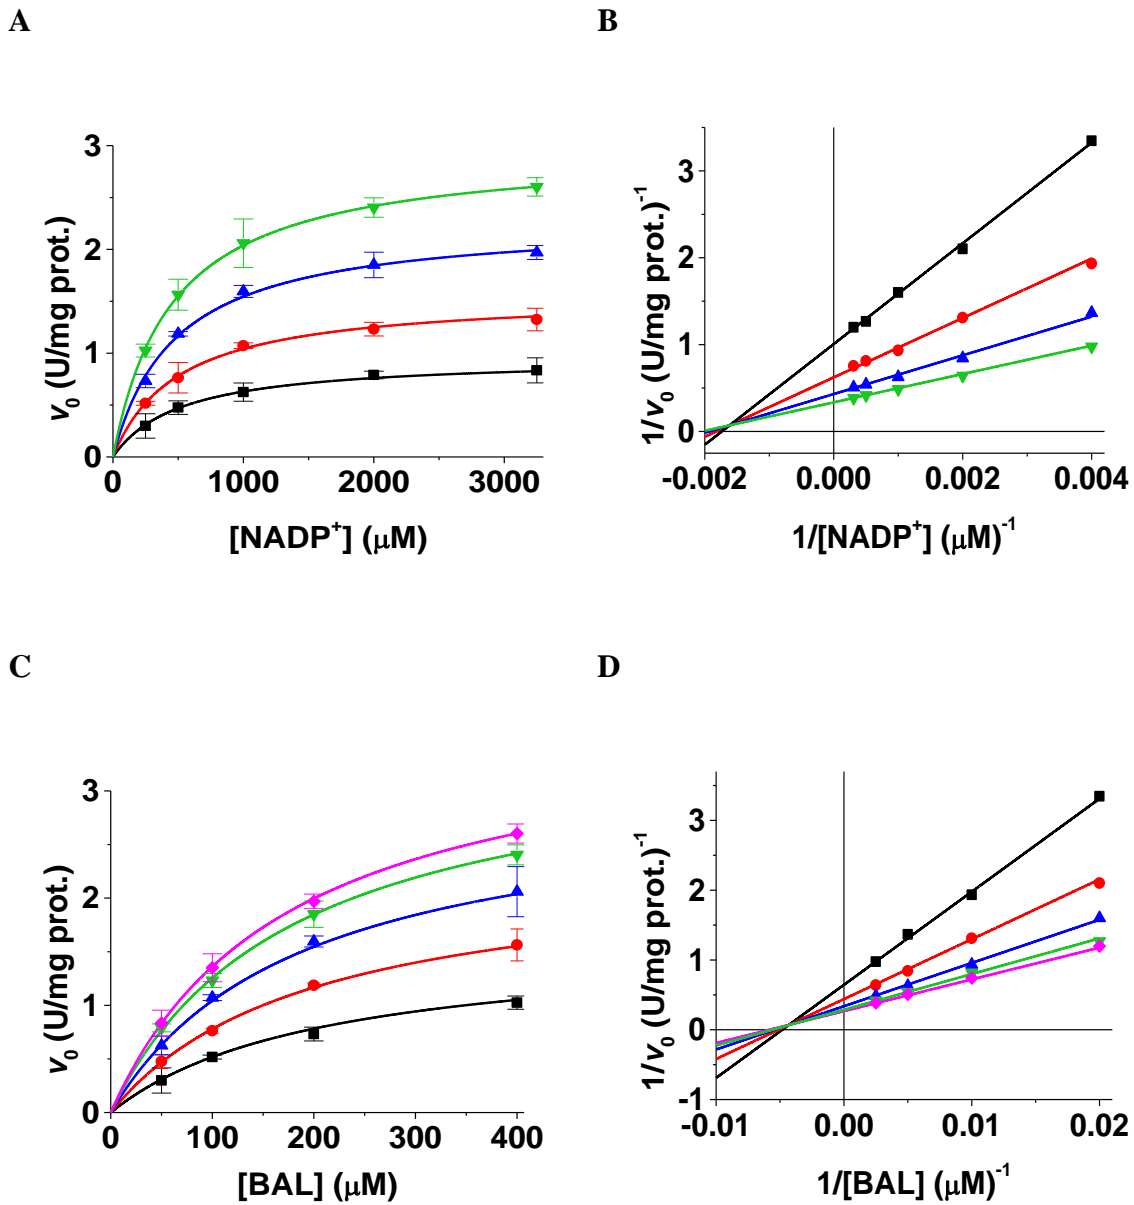 A
B
3
2
1
0
v₀ (U/mg prot.)
0 1000 2000 3000
[NADP⁺] (μM)
3
2
1
0
1/v₀ (U/mg prot.)⁻¹
-0.002 0.000 0.002 0.004
1/[NADP⁺] (μM)⁻¹
C
D
3
2
1
0
v₀ (U/mg prot.)
0 100 200 300 400
[BAL] (μM)
3
2
1
0
-1
1/v₀ (U/mg prot.)⁻¹
-0.01 0.00 0.01 0.02
1/[BAL] (μM)⁻¹